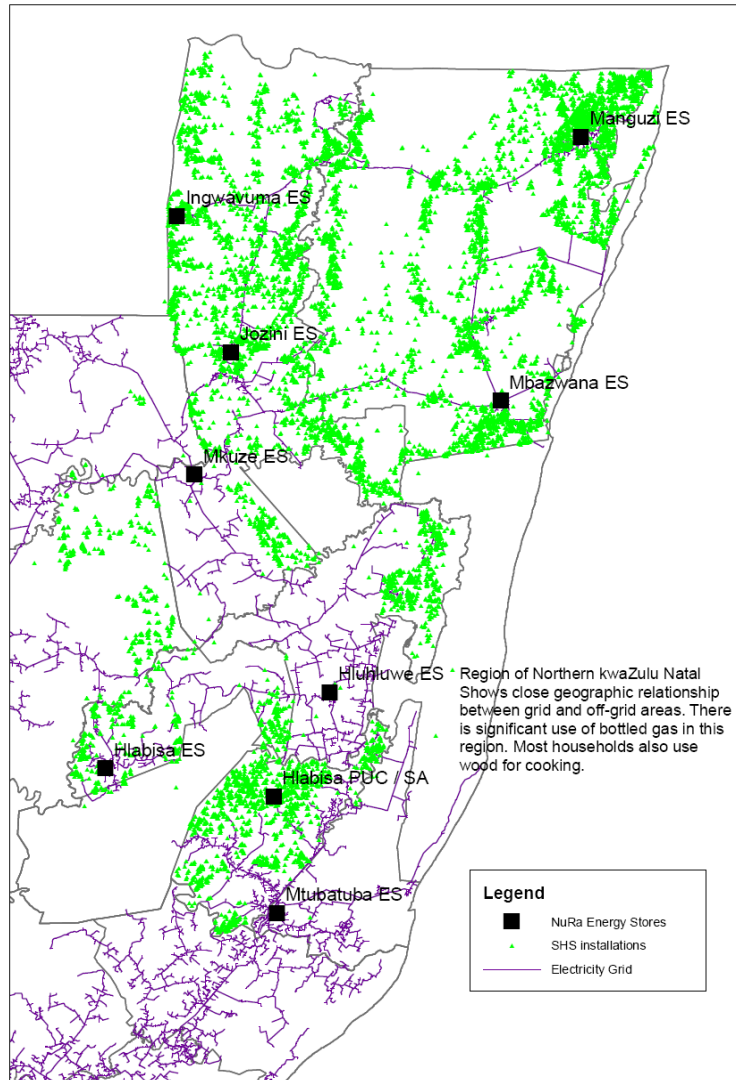 Manguzi ES
Ingwavuma ES
Jozini ES
Mbazwana ES
Mkuze ES
Hluhluwe ES
Region of Northern kwaZulu Natal
Shows close geographic relationship
between grid and off-grid areas. There
is significant use of bottled gas in this
region. Most households also use
wood for cooking.
Hlabisa ES
Hlabisa PUC / SA
Mtubatuba ES
Legend
NuRa Energy Stores
SHS installations
Electricity Grid